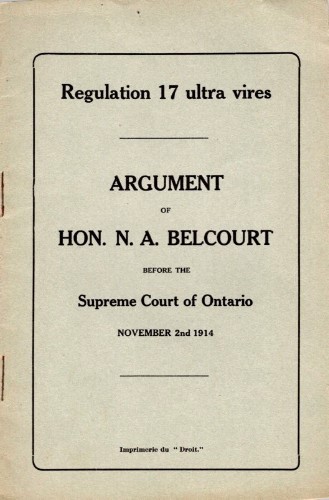 Regulation 17 ultra vires
ARGUMENT
OF
HON. N. A. BELCOURT
BEFORE THE
Supreme Court of Ontario
NOVEMBER 2nd 1914
Imprimerie du "Droit."